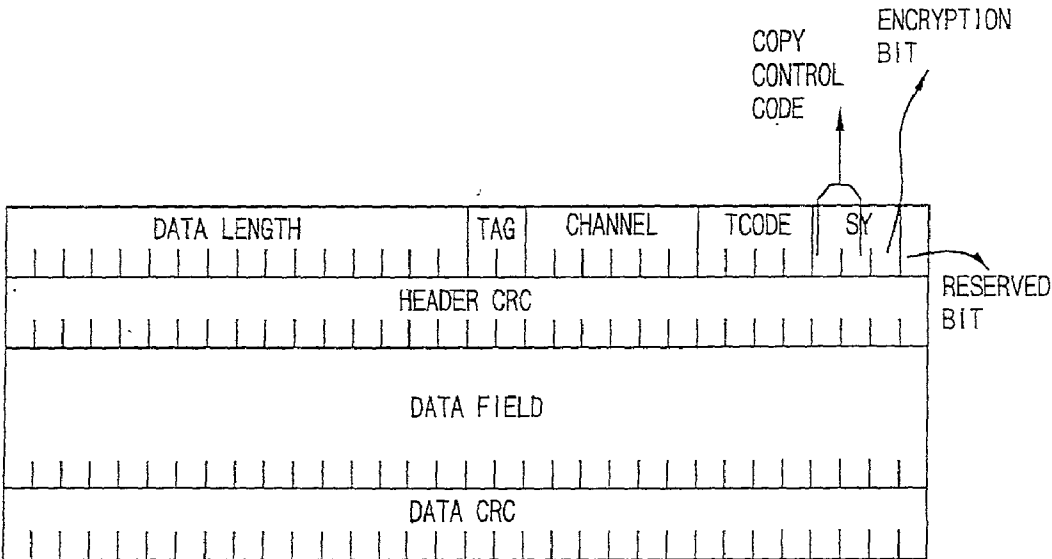 ENCRYPTION
BIT
COPY
CONTROL
CODE
DATA LENGTH TAG CHANNEL TCODE SY
RESERVED
BIT
HEADER CRC
DATA FIELD
DATA CRC